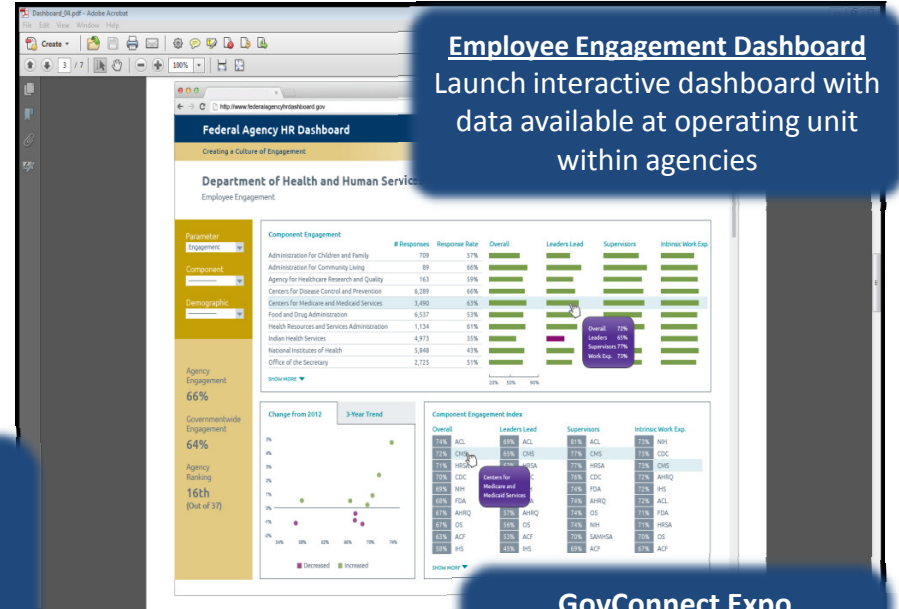 Dashboard_04.pdf - Adobe Acrobat
File Edit View Window Help
Create
3 / 7
100%
Employee Engagement Dashboard
Launch interactive dashboard with
data available at operating unit
within agencies
http://www.federalagencyhrdashboard.gov
Federal Agency HR Dashboard
Creating a Culture of Engagement
Department of Health and Human Servic
Employee Engagement
Parameter
Engagement
Component
Demographic
Agency
Engagement
66%
Governmentwide
Engagement
64%
Agency
Ranking
16th
(Out of 37)
Component Engagement
# Responses Response Rate Overall Leaders Lead Supervisors Intrinsic Work Exp.
Administration for Children and Family 709 57%
Administration for Community Living 89 66%
Agency for Healthcare Research and Quality 163 59%
Centers for Disease Control and Prevention 6,289 66%
Centers for Medicare and Medicaid Services 3,490 63%
Food and Drug Administration 6,537 53%
Health Resources and Services Administration 1,134 61%
Indian Health Services 4,973 35%
National Institutes of Health 5,848 43%
Office of the Secretary 2,725 51%
Overall 72%
Leaders 65%
Supervisors 77%
Work Exp. 73%
SHOW MORE
Change from 2012 3-Year Trend
Decreased Increased
Component Engagement Index
Overall Leaders Lead Supervisors Intrinsic Work Exp.
74% ACL 69% ACL 81% ACL 73% NIH
72% CMS 65% CMS 77% CMS 73% CDC
71% HRSA HRSA 77% HRSA 73% CMS
70% CDC 76% CDC 72% AHRQ
69% NIH 74% FDA 72% IHS
68% FDA 74% AHRQ 72% ACL
67% AHRQ 57% AHRQ 74% OS 71% FDA
67% OS 56% OS 74% NIH 71% HRSA
63% ACF 53% ACF 70% SAMHSA 70% OS
58% IHS 43% IHS 69% ACF 67% ACF
Centers for
Medicare and
Medicaid Services
SHOW MORE
GovConnect Expo